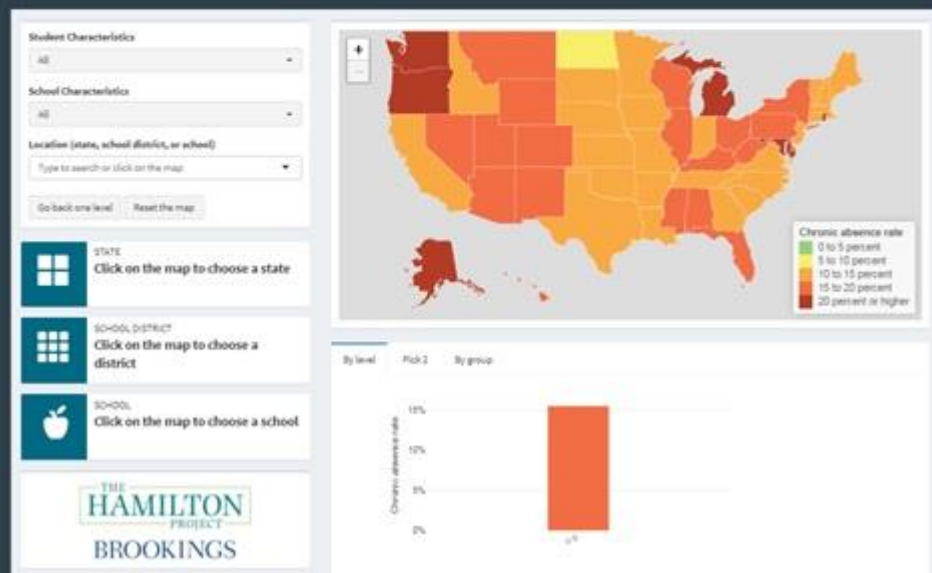 Student Characteristics
All
School Characteristics
All
Location (state, school district, or school)
Type to search or click on the map
Go back one level Reset the map
STATE
Click on the map to choose a state
SCHOOL DISTRICT
Click on the map to choose a
district
SCHOOL
Click on the map to choose a school
THE
HAMILTON
PROJECT
BROOKINGS
+
−
Chronic absence rate
0 to 5 percent
5 to 10 percent
10 to 15 percent
15 to 20 percent
20 percent or higher
By level Pick 2 By group
Chronic absence rate
15%
10%
5%
0%
US